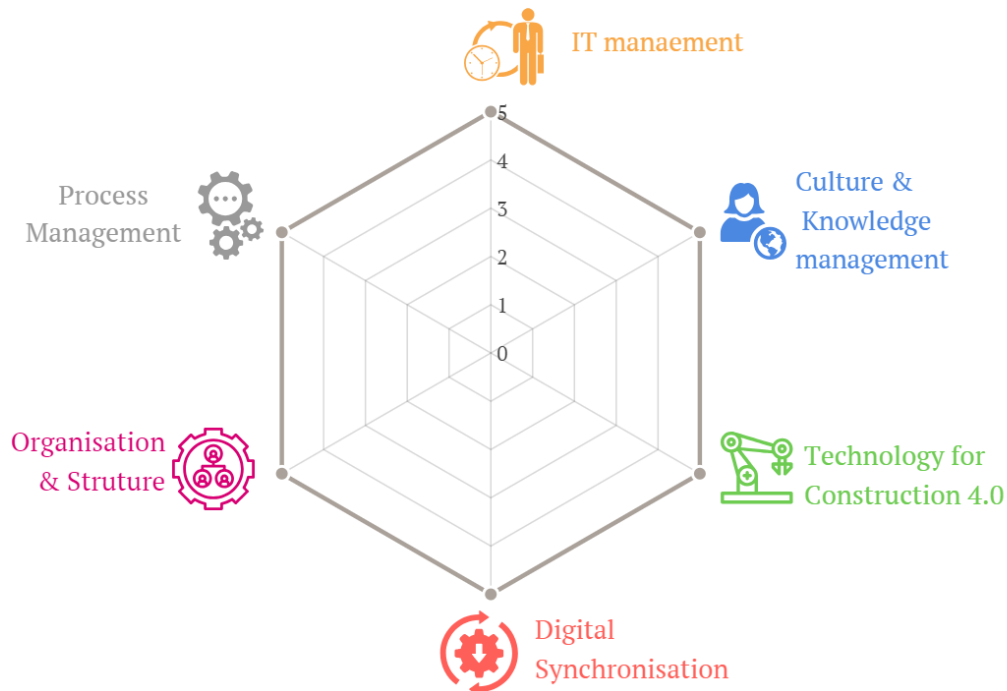 IT manaement
5
4
3
2
1
0
Culture &
Knowledge
management
Technology for
Construction 4.0
Digital
Synchronisation
Organisation
& Struture
Process
Management